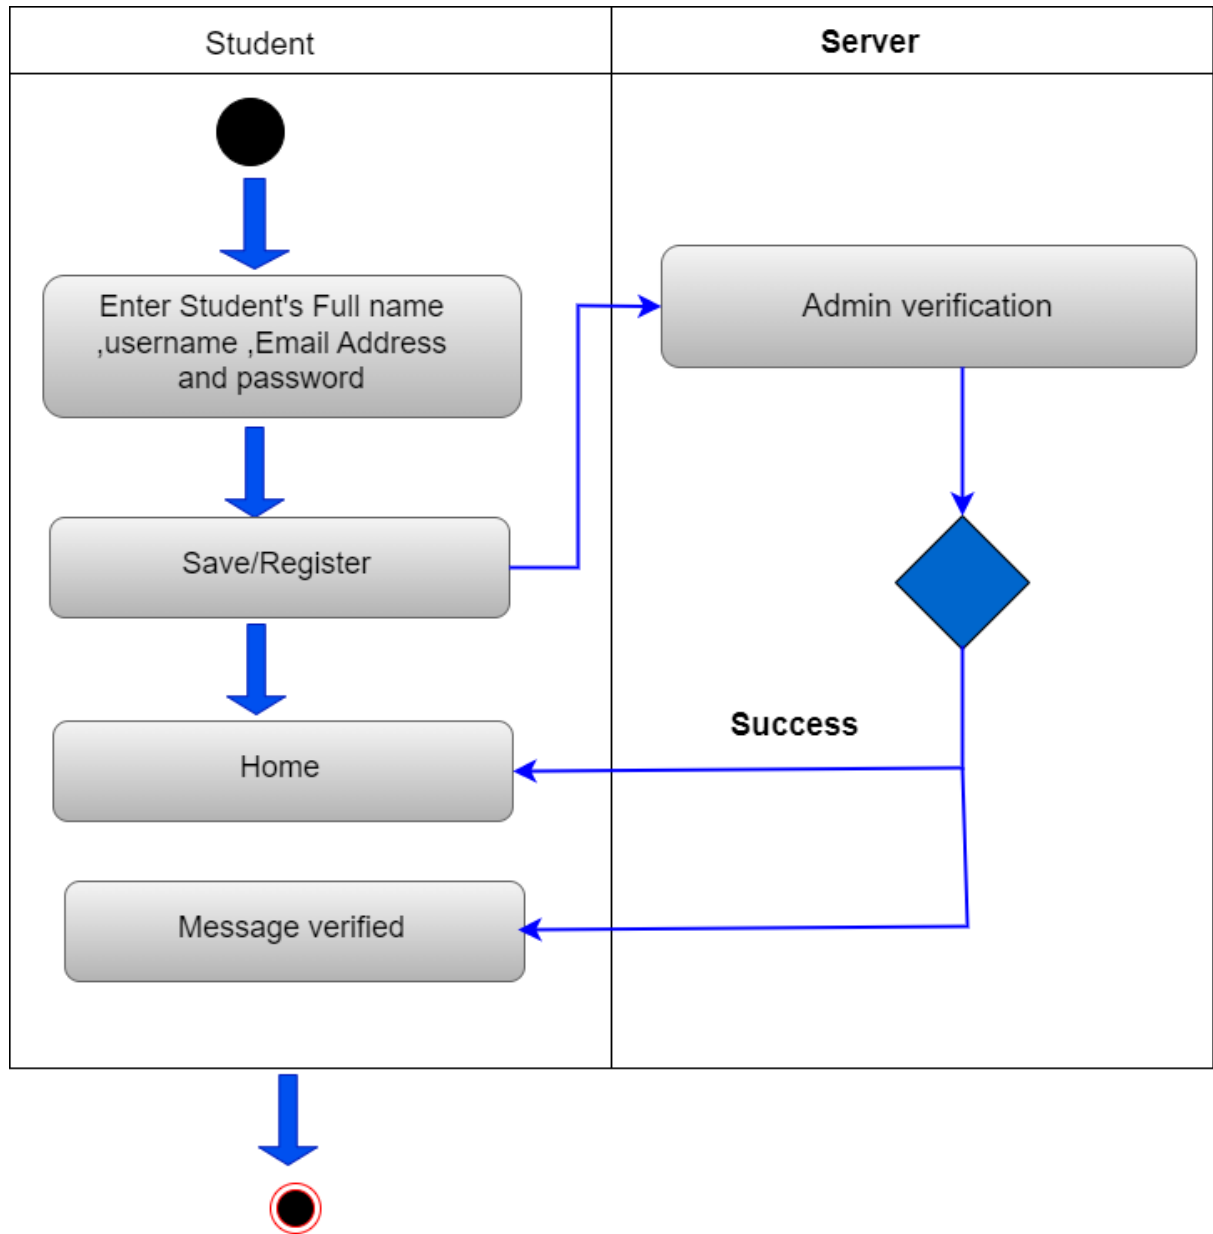 Student
Server
Enter Student's Full name
,username ,Email Address
and password
Admin verification
Save/Register
Success
Home
Message verified